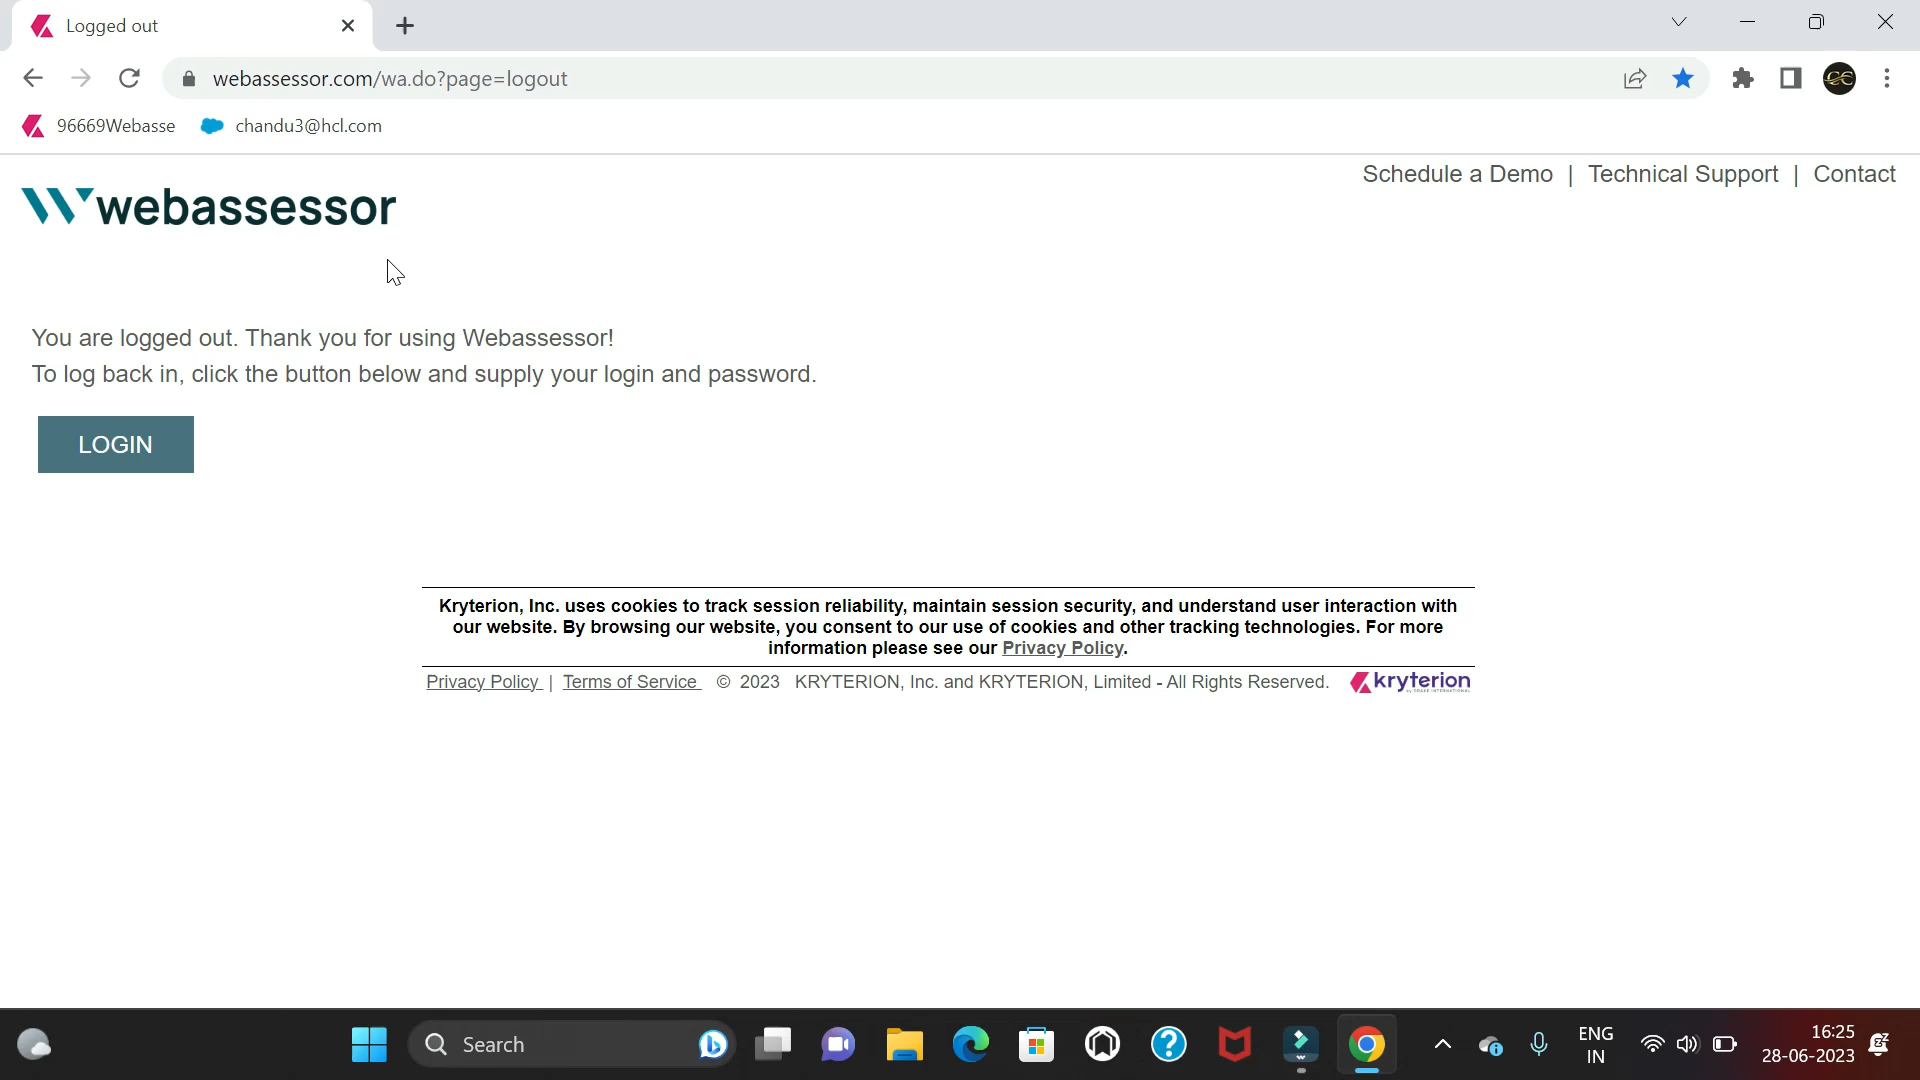 Logged out
webassessor.com/wa.do?page=logout
96669Webasse
chandu3@hcl.com
Schedule a Demo | Technical Support | Contact
webassessor
You are logged out. Thank you for using Webassessor!
To log back in, click the button below and supply your login and password.
LOGIN
Kryterion, Inc. uses cookies to track session reliability, maintain session security, and understand user interaction with
our website. By browsing our website, you consent to our use of cookies and other tracking technologies. For more
information please see our Privacy Policy.
Privacy Policy | Terms of Service © 2023 KRYTERION, Inc. and KRYTERION, Limited - All Rights Reserved. kryterion
by DRAKE INTERNATIONAL
Search
ENG
IN
16:25
28-06-2023